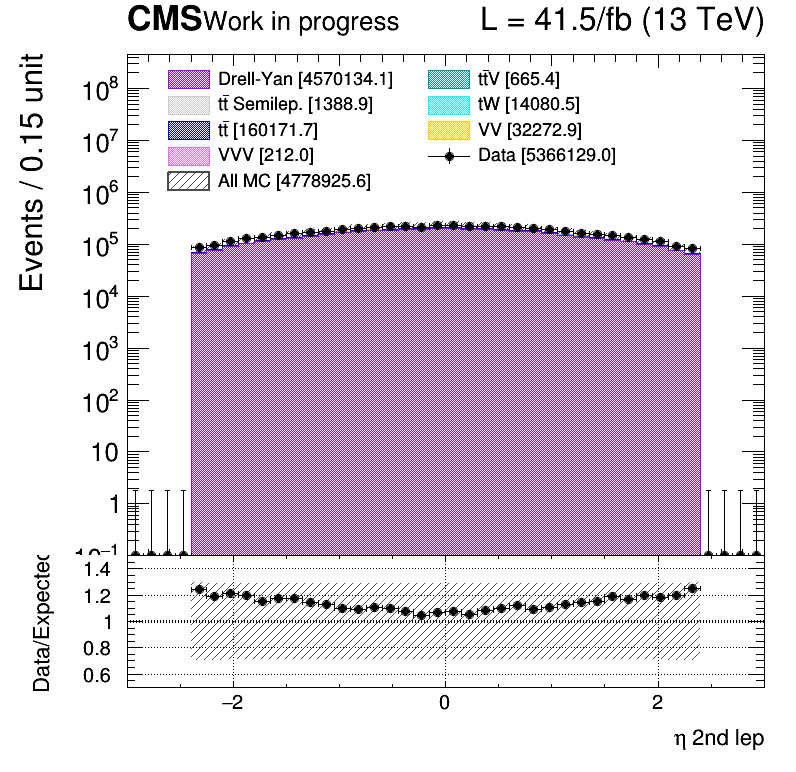 CMS Work in progress L = 41.5/fb (13 TeV)
Events / 0.15 unit
Drell-Yan [4570134.1] tt̄V [665.4]
tt̄ Semilep. [1388.9] tW [14080.5]
tt̄ [160171.7] VV [32272.9]
VVV [212.0] Data [5366129.0]
All MC [4778925.6]
10⁸
10⁷
10⁶
10⁵
10⁴
10³
10²
10
1
10⁻¹
Data/Expected
1.4
1.2
1
0.8
0.6
−2 0 2
η 2nd lep